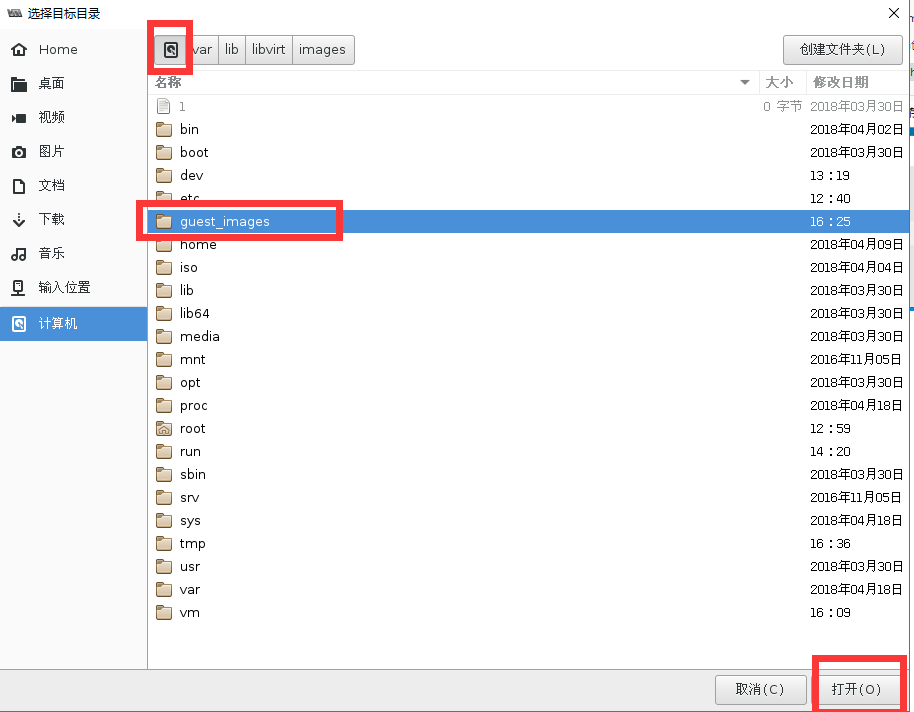 选择目标目录
var lib libvirt images 创建文件夹(L)
Home
桌面
视频
图片
文档
下载
音乐
输入位置
计算机
名称 大小 修改日期
1 0 字节 2018年03月30日
bin 2018年04月02日
boot 2018年03月30日
dev 13：19
etc 12：40
guest_images 16：25
home 2018年04月09日
iso 2018年04月04日
lib 2018年03月30日
lib64 2018年03月30日
media 2018年03月30日
mnt 2016年11月05日
opt 2018年03月30日
proc 2018年04月18日
root 12：59
run 14：20
sbin 2018年03月30日
srv 2016年11月05日
sys 2018年04月18日
tmp 16：36
usr 2018年03月30日
var 2018年04月18日
vm 16：09
取消(C) 打开(O)